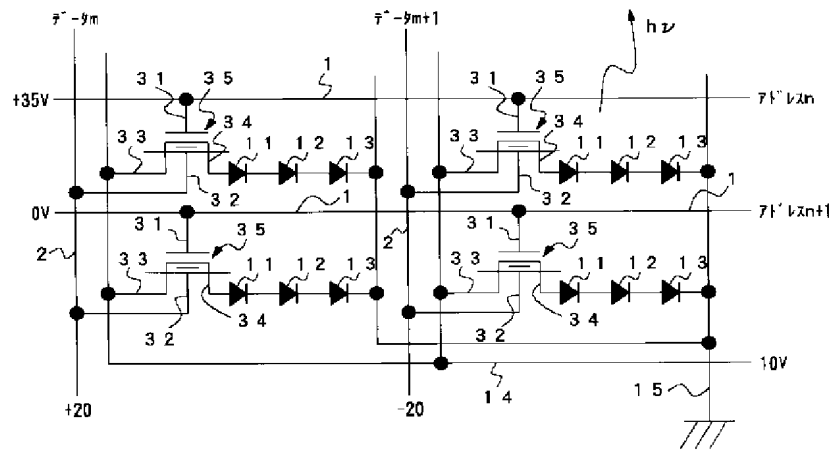 ﾃﾞｰﾀm ﾃﾞｰﾀm+1 hν
31 35 1 31 35
+35V ｱﾄﾞﾚｽn
33 34 11 12 13 33 34 11 12 13
32 32 1
0V 1 ｱﾄﾞﾚｽn+1
31 35 2 31 35
2 33 11 12 13 33 11 12 13
32 34 32 34
10V
14 15
+20 -20